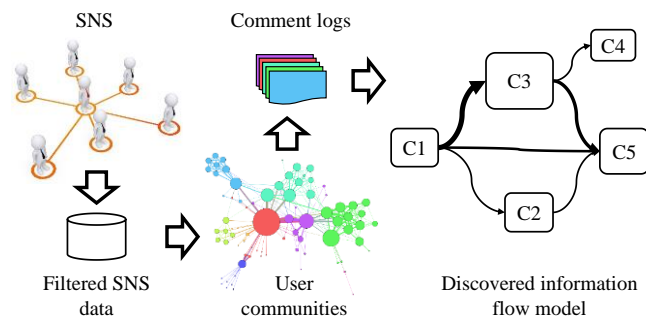 SNS
Comment logs
C4
C3
C1
C5
C2
Filtered SNS
data
User
communities
Discovered information
flow model